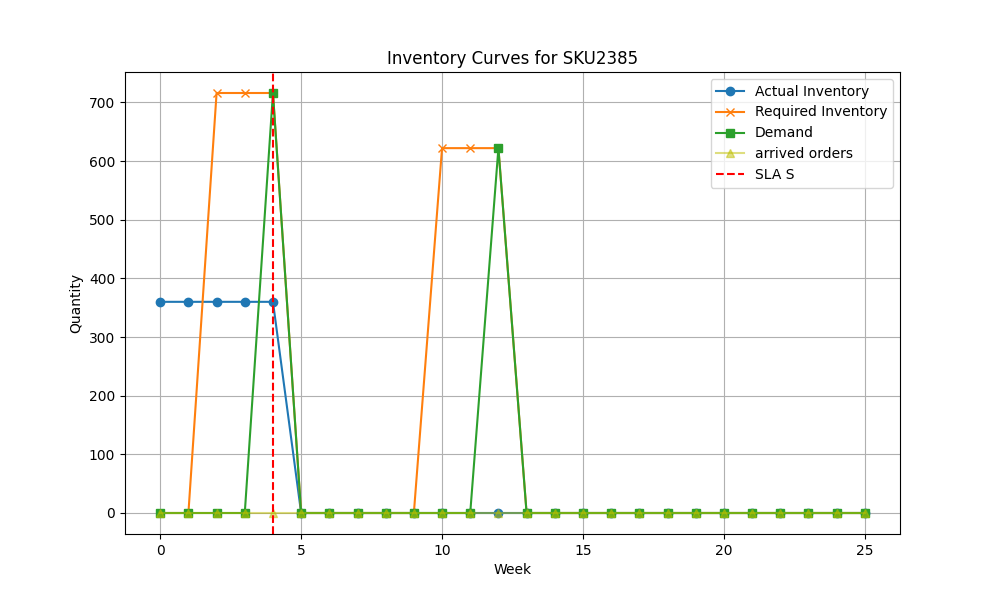 Inventory Curves for SKU2385
Actual Inventory
Required Inventory
Demand
arrived orders
SLA S
Quantity
700
600
500
400
300
200
100
0
0 5 10 15 20 25
Week